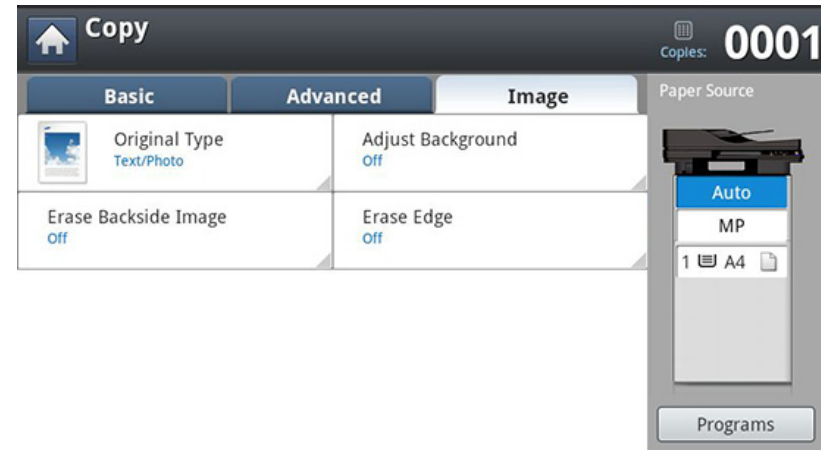 Copy
Copies: 0001
Basic
Advanced
Image
Paper Source
Original Type
Text/Photo
Adjust Background
Off
Erase Backside Image
Off
Erase Edge
Off
Auto
MP
1 A4
Programs